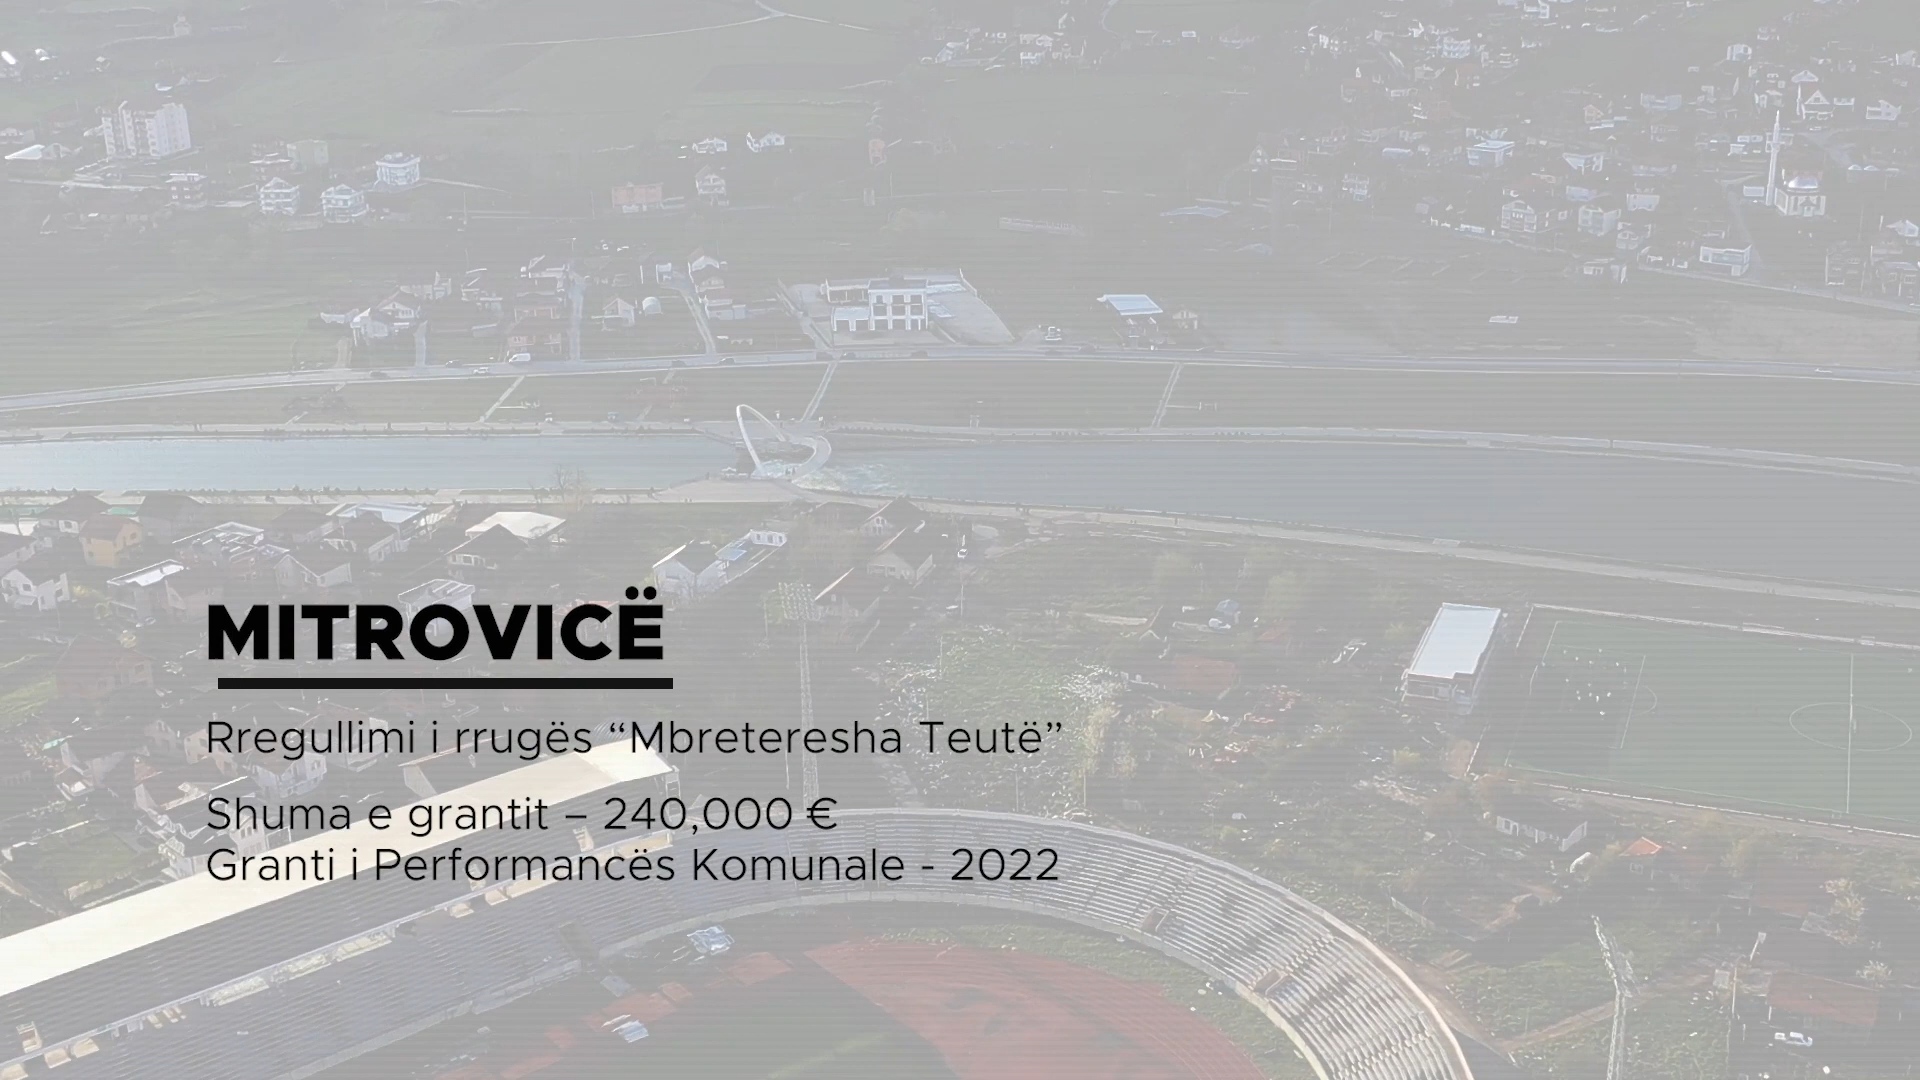 MITROVICË
Rregullimi i rrugës “Mbreteresha Teutë”
Shuma e grantit – 240,000 €
Granti i Performancës Komunale - 2022